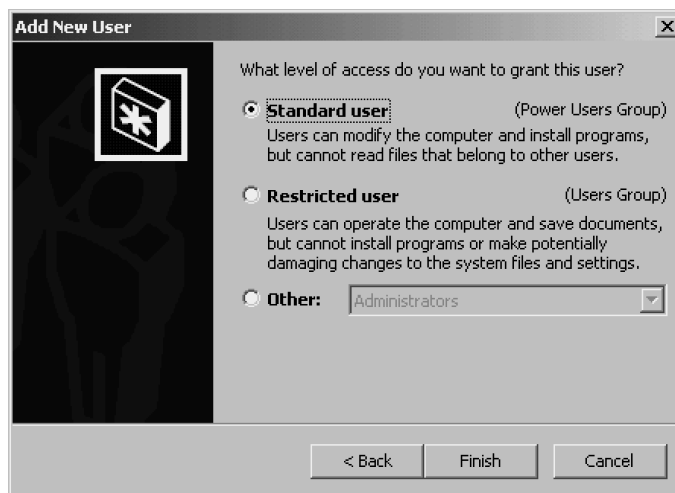 Add New User
What level of access do you want to grant this user?
Standard user (Power Users Group)
Users can modify the computer and install programs,
but cannot read files that belong to other users.
Restricted user (Users Group)
Users can operate the computer and save documents,
but cannot install programs or make potentially
damaging changes to the system files and settings.
Other: Administrators
< Back Finish Cancel